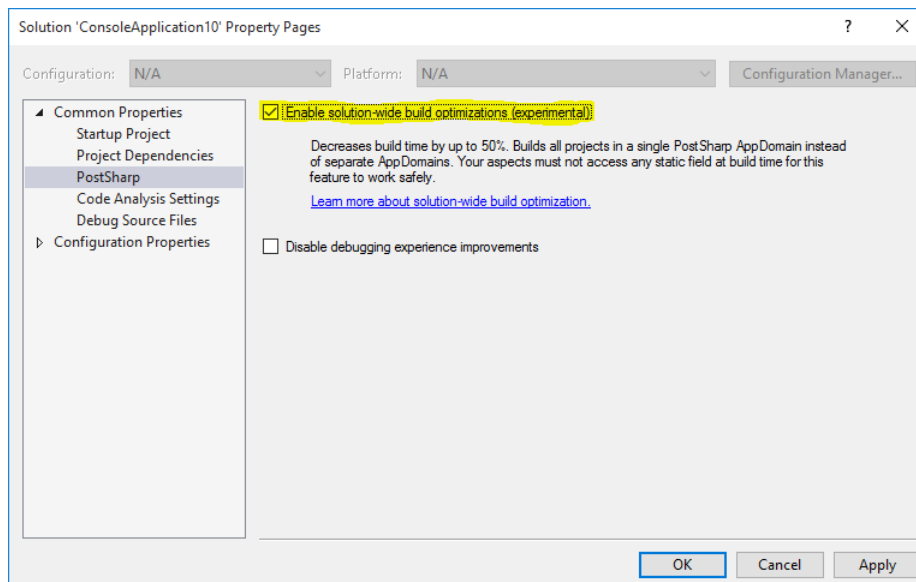 Solution 'ConsoleApplication10' Property Pages
?
Configuration:
N/A
Platform:
N/A
Configuration Manager...
Common Properties
Startup Project
Project Dependencies
PostSharp
Code Analysis Settings
Debug Source Files
Configuration Properties
Enable solution-wide build optimizations (experimental)
Decreases build time by up to 50%. Builds all projects in a single PostSharp AppDomain instead
of separate AppDomains. Your aspects must not access any static field at build time for this
feature to work safely.
Learn more about solution-wide build optimization.
Disable debugging experience improvements
OK
Cancel
Apply